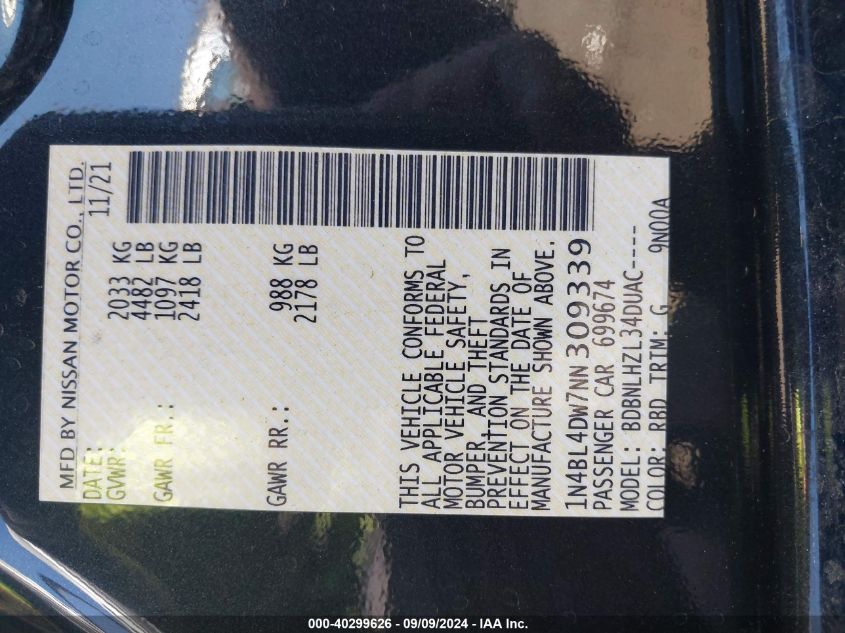 MFD BY NISSAN MOTOR CO., LTD.
DATE: 11/21
GVWR: 2033 KG
4482 LB
GAWR FR.: 1097 KG
2418 LB
GAWR RR.: 988 KG
2178 LB
THIS VEHICLE CONFORMS TO
ALL APPLICABLE FEDERAL
MOTOR VEHICLE SAFETY,
BUMPER, AND THEFT
PREVENTION STANDARDS IN
EFFECT ON THE DATE OF
MANUFACTURE SHOWN ABOVE.
1N4BL4DW7NN309339
PASSENGER CAR 699674
MODEL: BDBNLHZL34DUAC----
COLOR: RBD TRIM: G 9N00A
000-40299626 - 09/09/2024 - IAA Inc.